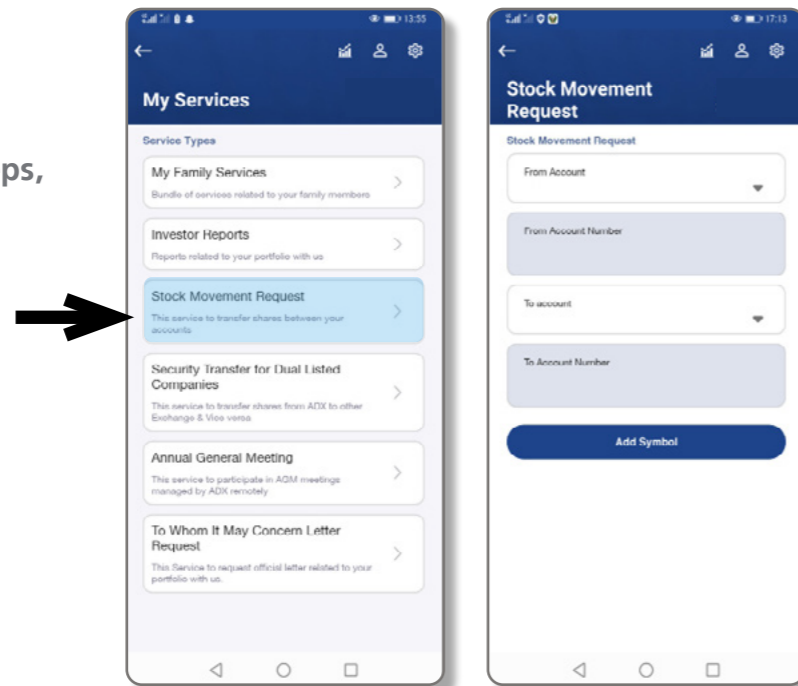 ps,
13:55
My Services
Service Types
My Family Services
Bundle of services related to your family members
Investor Reports
Reports related to your portfolio with us
Stock Movement Request
This service to transfer shares between your
accounts
Security Transfer for Dual Listed
Companies
This service to transfer shares from ADX to other
Exchange & Vice versa
Annual General Meeting
This service to participate in AGM meetings
managed by ADX remotely
To Whom It May Concern Letter
Request
This Service to request official letter related to your
portfolio with us.
17:13
Stock Movement
Request
Stock Movement Request
From Account
From Account Number
To account
To Account Number
Add Symbol